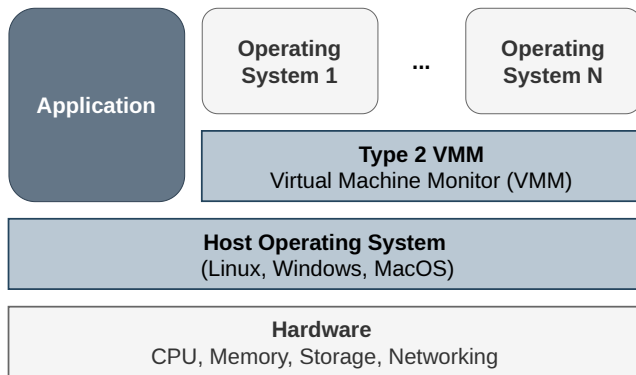 Application
Operating
System 1
...
Operating
System N
Type 2 VMM
Virtual Machine Monitor (VMM)
Host Operating System
(Linux, Windows, MacOS)
Hardware
CPU, Memory, Storage, Networking